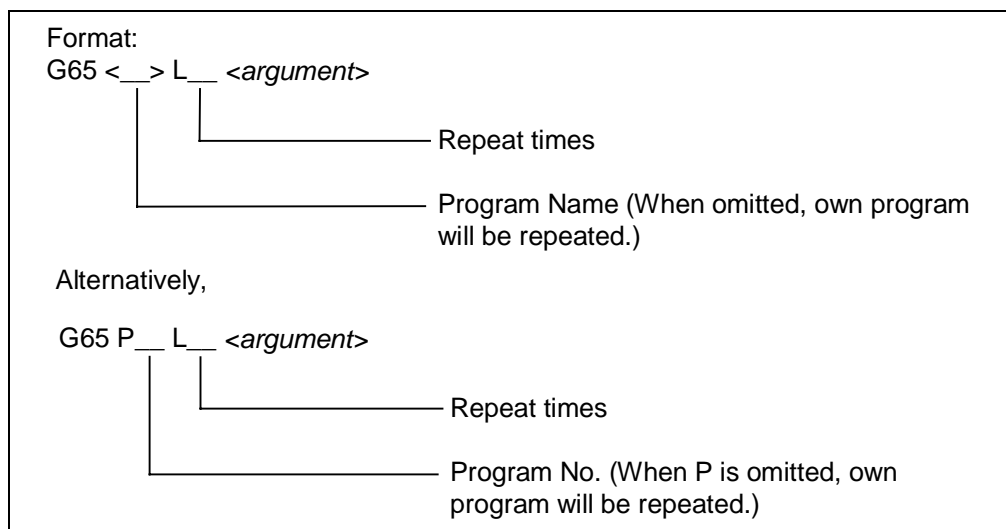 Format:
G65 <__> L__ <argument>
Repeat times
Program Name (When omitted, own program
will be repeated.)
Alternatively,
G65 P__ L__ <argument>
Repeat times
Program No. (When P is omitted, own
program will be repeated.)